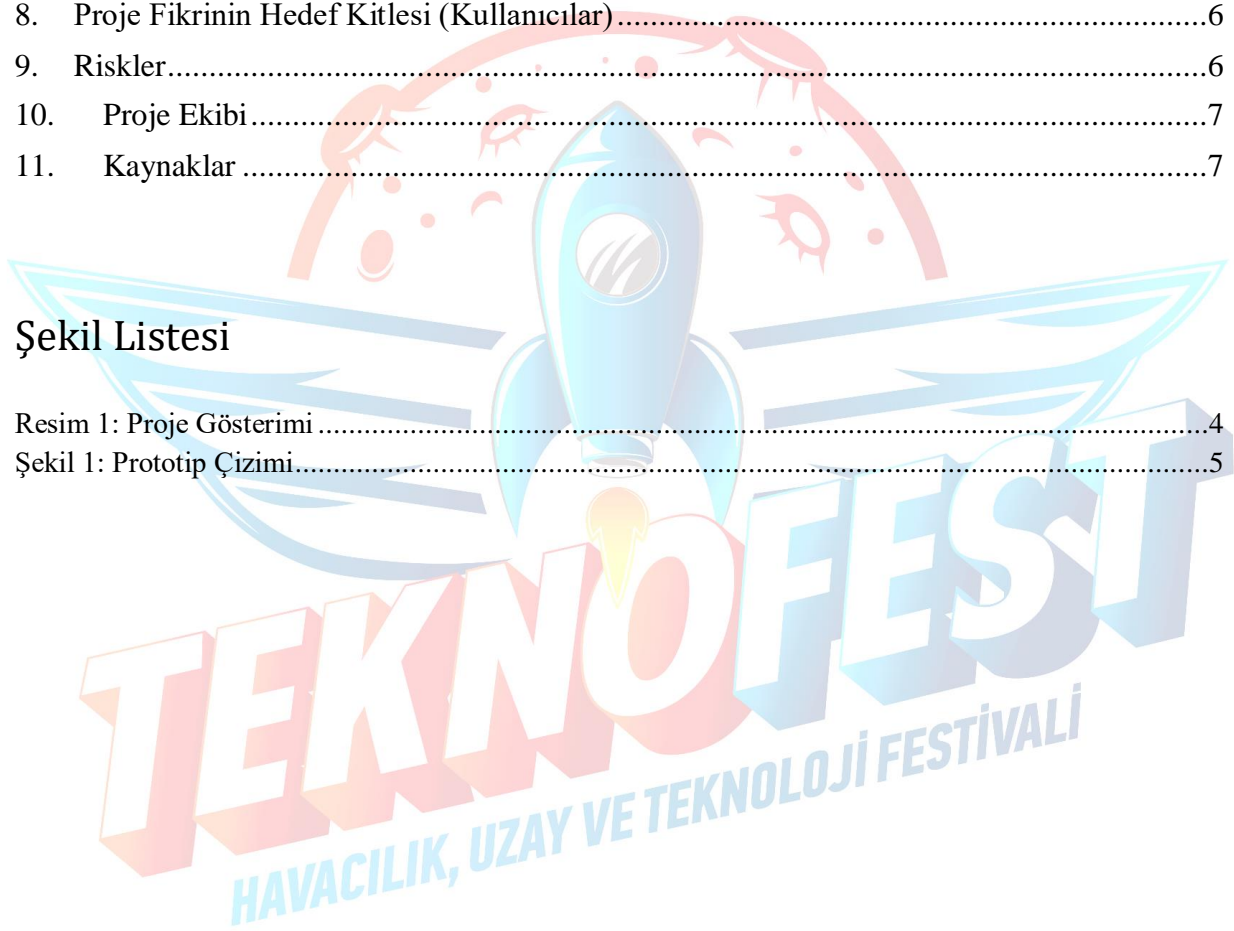 8. Proje Fikrinin Hedef Kitlesi (Kullanıcılar)....................................................................................6
9. Riskler.....................................................................................................................................6
10. Proje Ekibi............................................................................................................................7
11. Kaynaklar.............................................................................................................................7
Şekil Listesi
Resim 1: Proje Gösterimi.............................................................................................................4
Şekil 1: Prototip Çizimi................................................................................................................5
TEKNOFEST
HAVACILIK, UZAY VE TEKNOLOJİ FESTİVALİ